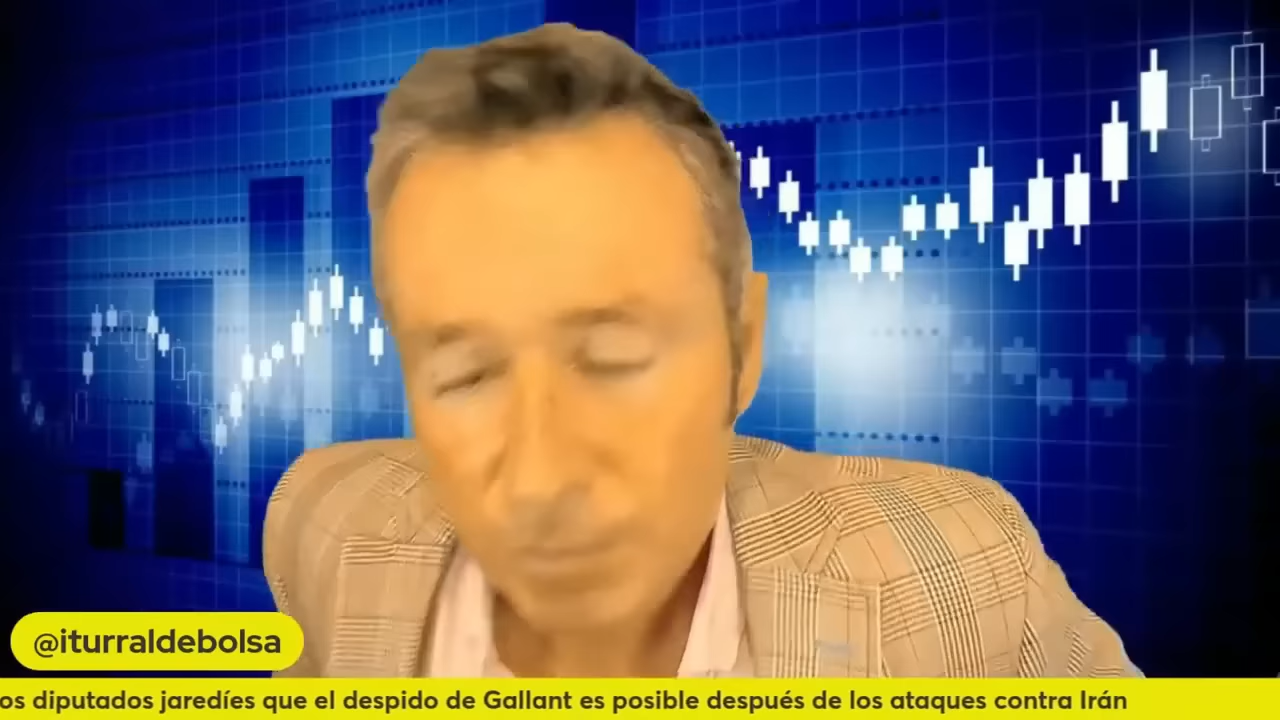 @iturraldebolsa
os diputados jaredíes que el despido de Gallant es posible después de los ataques contra Irán